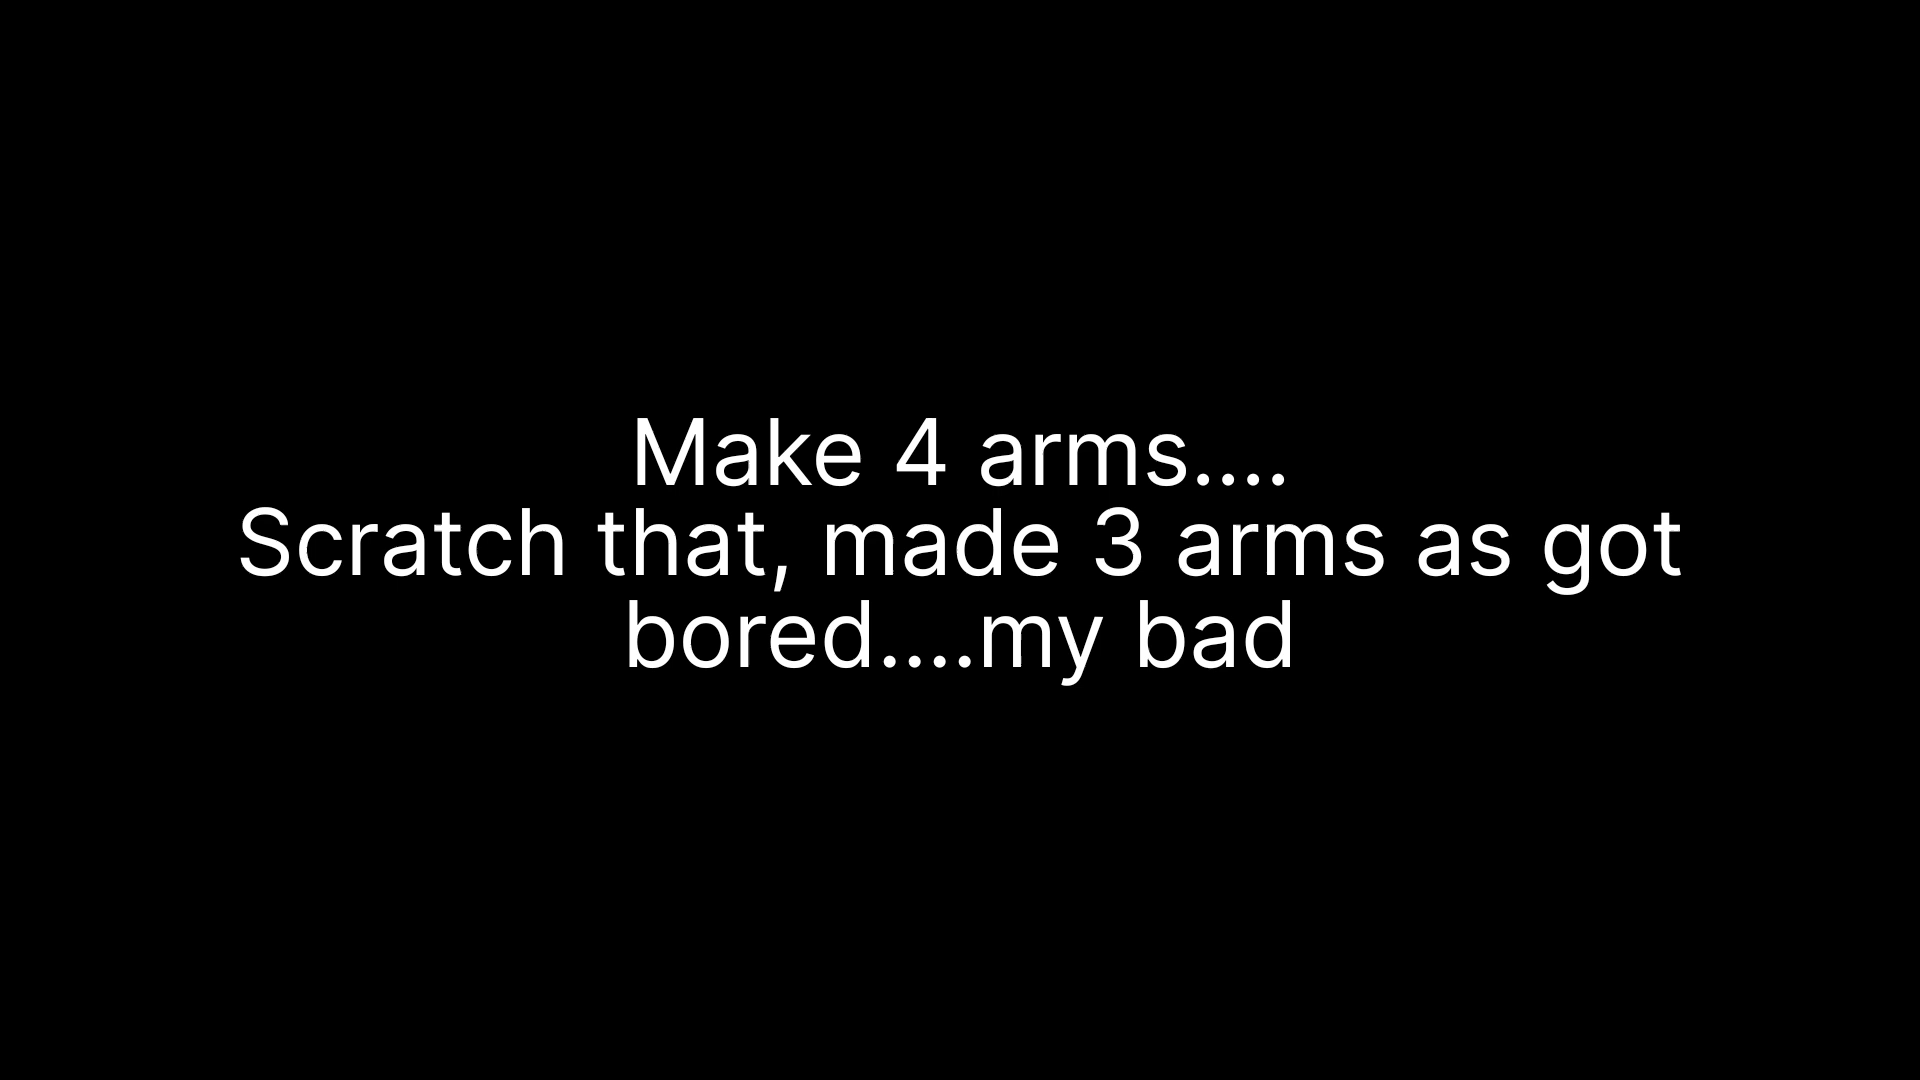 Make 4 arms....
Scratch that, made 3 arms as got
bored....my bad